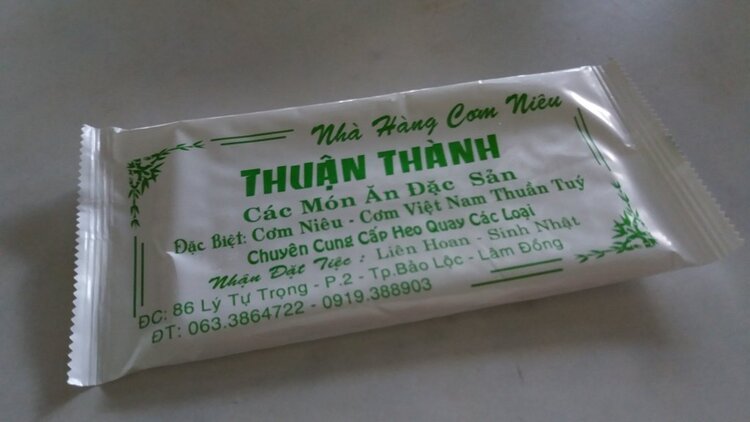 Nhà Hàng Cơm Niêu
THUẬN THÀNH
Các Món Ăn Đặc Sản
Đặc Biệt: Cơm Niêu - Cơm Việt Nam Thuần Tuý
Chuyên Cung Cấp Heo Quay Các Loại
Nhận Đặt Tiệc : Liên Hoan - Sinh Nhật
ĐC: 86 Lý Tự Trọng - P.2 - Tp.Bảo Lộc - Lâm Đồng
ĐT: 063.3864722 - 0919.388903